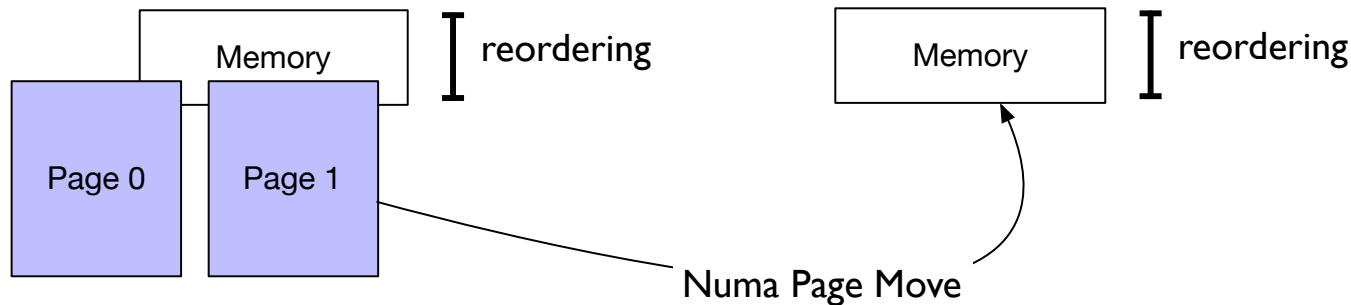 Memory
reordering
Memory
reordering
Page 0
Page 1
Numa Page Move